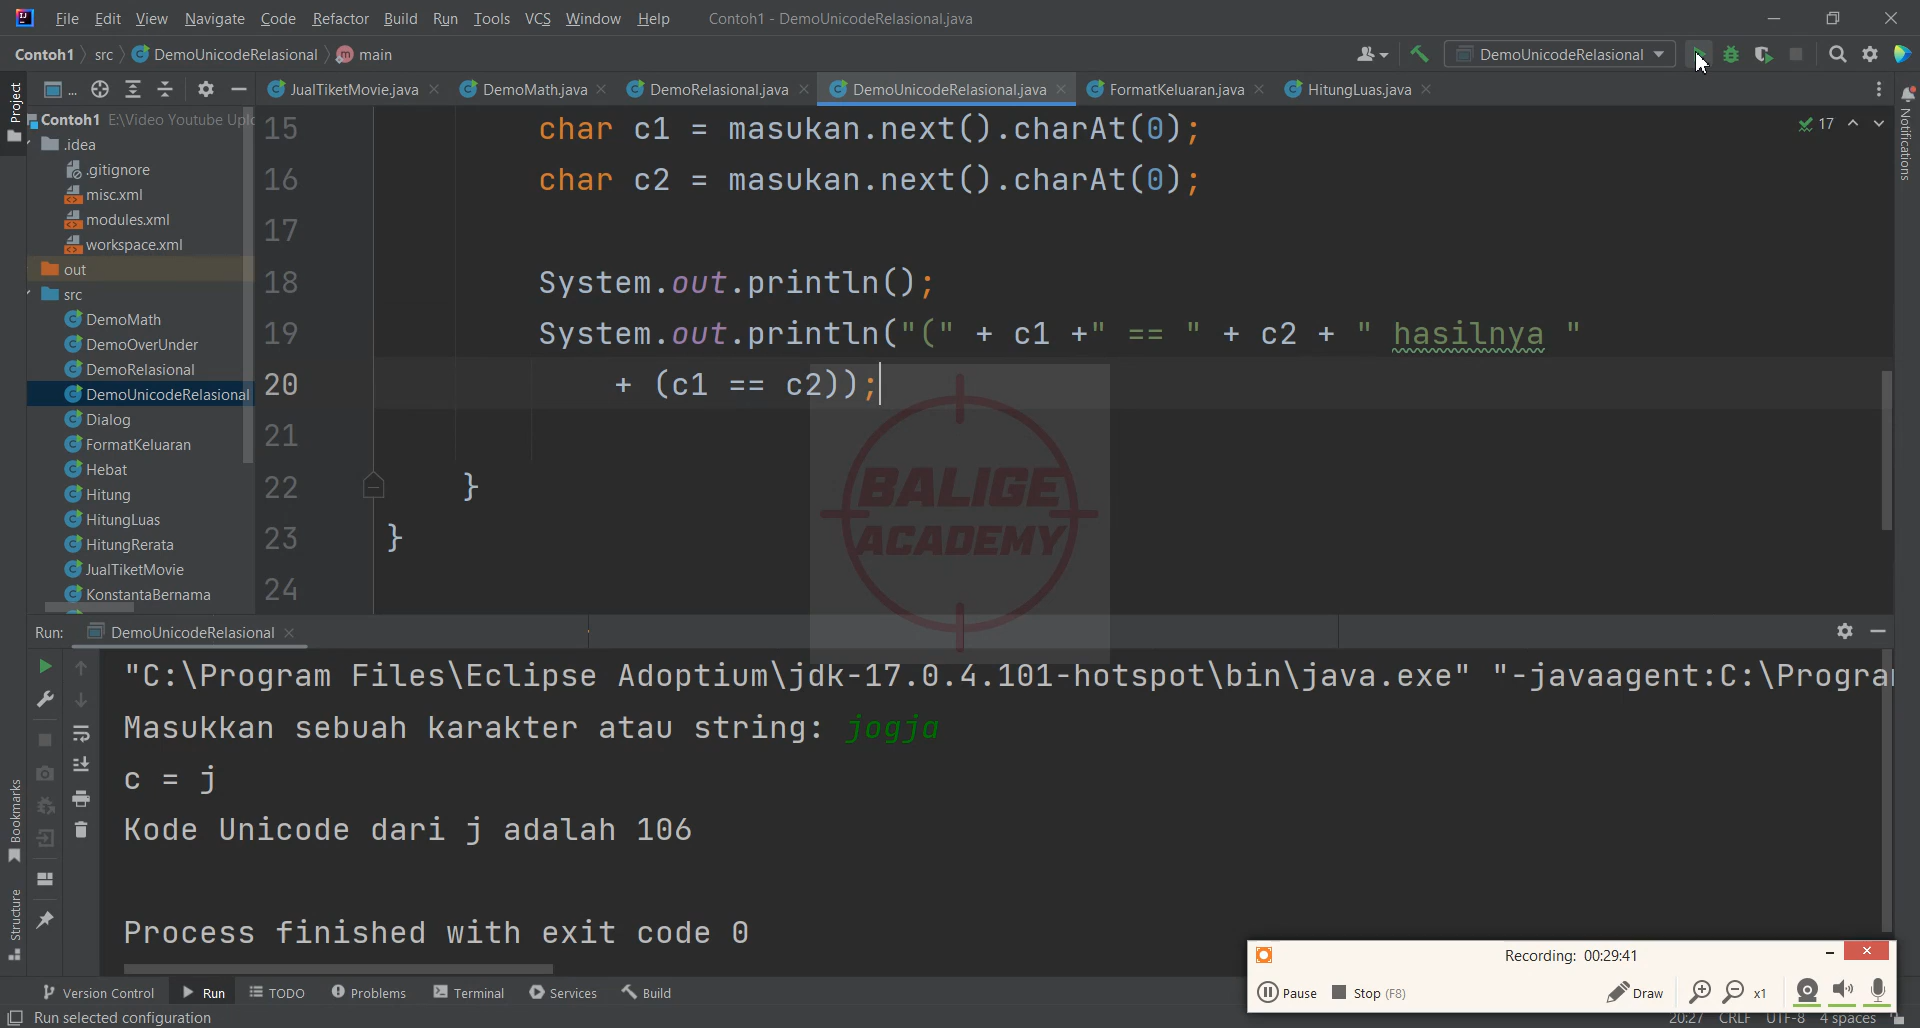 File Edit View Navigate Code Refactor Build Run Tools VCS Window Help Contoh1 - DemoUnicodeRelasional.java
Contoh1 src DemoUnicodeRelasional main DemoUnicodeRelasional
Project ... JualTiketMovie.java DemoMath.java DemoRelasional.java DemoUnicodeRelasional.java FormatKeluaran.java HitungLuas.java Notifications
Contoh1 E:\Video Youtube Uplo
.idea
.gitignore
misc.xml
modules.xml
workspace.xml
out
src
DemoMath
DemoOverUnder
DemoRelasional
DemoUnicodeRelasional
Dialog
FormatKeluaran
Hebat
Hitung
HitungLuas
HitungRerata
JualTiketMovie
KonstantaBernama
17
15 char c1 = masukan.next().charAt(0);
16 char c2 = masukan.next().charAt(0);
17
18 System.out.println();
19 System.out.println("(" + c1 +" == " + c2 + " hasilnya "
20 + (c1 == c2));
21
22 }
23 }
24
BALIGE
ACADEMY
Run: DemoUnicodeRelasional
"C:\Program Files\Eclipse Adoptium\jdk-17.0.4.101-hotspot\bin\java.exe" "-javaagent:C:\Program
Masukkan sebuah karakter atau string: jogja
c = j
Kode Unicode dari j adalah 106
Process finished with exit code 0
Bookmarks
Structure
Recording: 00:29:41
Pause Stop (F8) Draw x1
Version Control Run TODO Problems Terminal Services Build
Run selected configuration 20:27 CRLF UTF-8 4 spaces